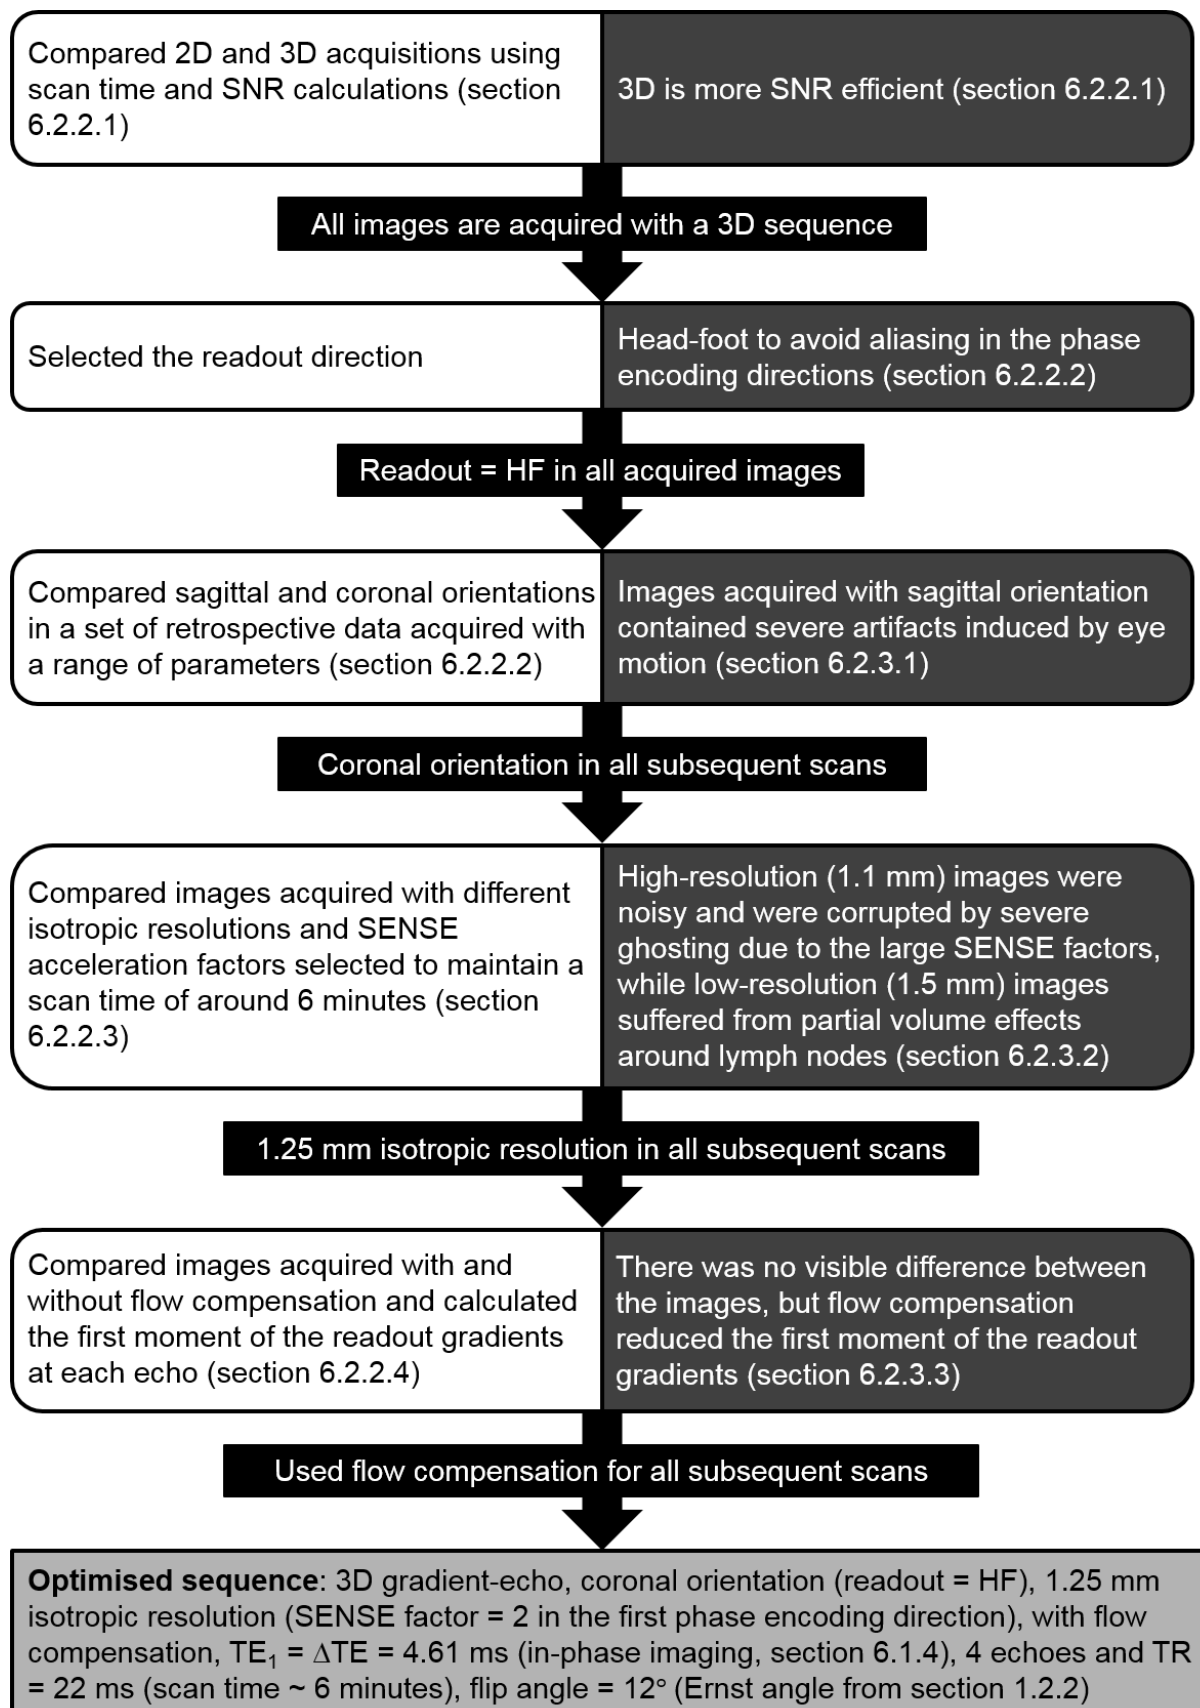 Compared 2D and 3D acquisitions using
scan time and SNR calculations (section
6.2.2.1)
3D is more SNR efficient (section 6.2.2.1)
All images are acquired with a 3D sequence
Selected the readout direction
Head-foot to avoid aliasing in the phase
encoding directions (section 6.2.2.2)
Readout = HF in all acquired images
Compared sagittal and coronal orientations
in a set of retrospective data acquired with
a range of parameters (section 6.2.2.2)
Images acquired with sagittal orientation
contained severe artifacts induced by eye
motion (section 6.2.3.1)
Coronal orientation in all subsequent scans
Compared images acquired with different
isotropic resolutions and SENSE
acceleration factors selected to maintain a
scan time of around 6 minutes (section
6.2.2.3)
High-resolution (1.1 mm) images were
noisy and were corrupted by severe
ghosting due to the large SENSE factors,
while low-resolution (1.5 mm) images
suffered from partial volume effects
around lymph nodes (section 6.2.3.2)
1.25 mm isotropic resolution in all subsequent scans
Compared images acquired with and
without flow compensation and calculated
the first moment of the readout gradients
at each echo (section 6.2.2.4)
There was no visible difference between
the images, but flow compensation
reduced the first moment of the readout
gradients (section 6.2.3.3)
Used flow compensation for all subsequent scans
Optimised sequence: 3D gradient-echo, coronal orientation (readout = HF), 1.25 mm
isotropic resolution (SENSE factor = 2 in the first phase encoding direction), with flow
compensation, TE₁ = ΔTE = 4.61 ms (in-phase imaging, section 6.1.4), 4 echoes and TR
= 22 ms (scan time ~ 6 minutes), flip angle = 12° (Ernst angle from section 1.2.2)